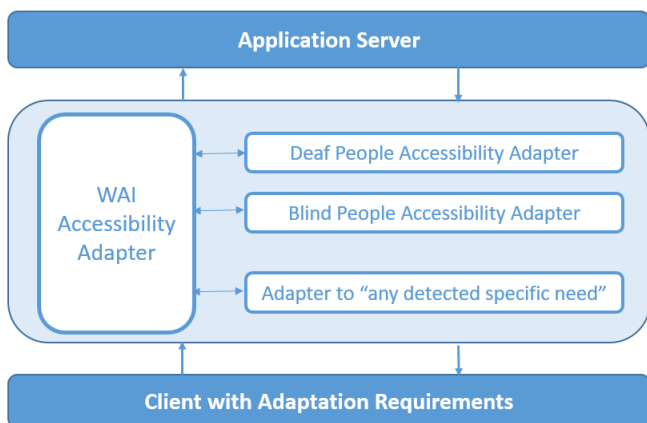 Application Server
WAI
Accessibility
Adapter
Deaf People Accessibility Adapter
Blind People Accessibility Adapter
Adapter to “any detected specific need”
Client with Adaptation Requirements